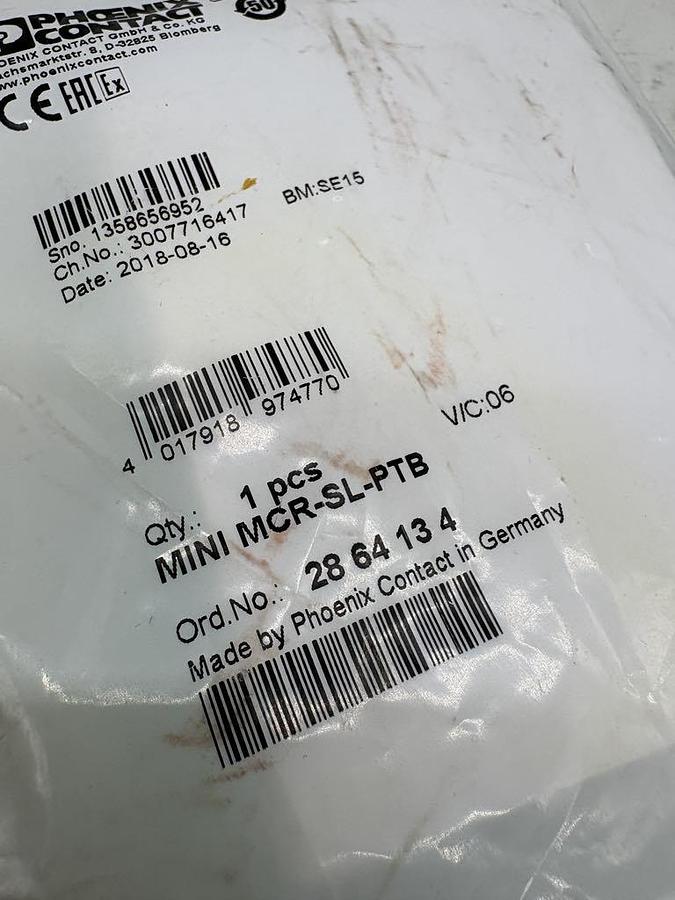 PHOENIX
CONTACT
PHOENIX CONTACT GmbH & Co. KG
Flachsmarktstr. 8, D-32825 Blomberg
www.phoenixcontact.com
50
CE EAC Ex
Sno. 1358656952
Ch.No.: 3007716417
Date: 2018-08-16
BM:SE15
4 017918 974770
V/C:06
Qty.: 1 pcs
MINI MCR-SL-PTB
Ord.No.: 28 64 13 4
Made by Phoenix Contact in Germany